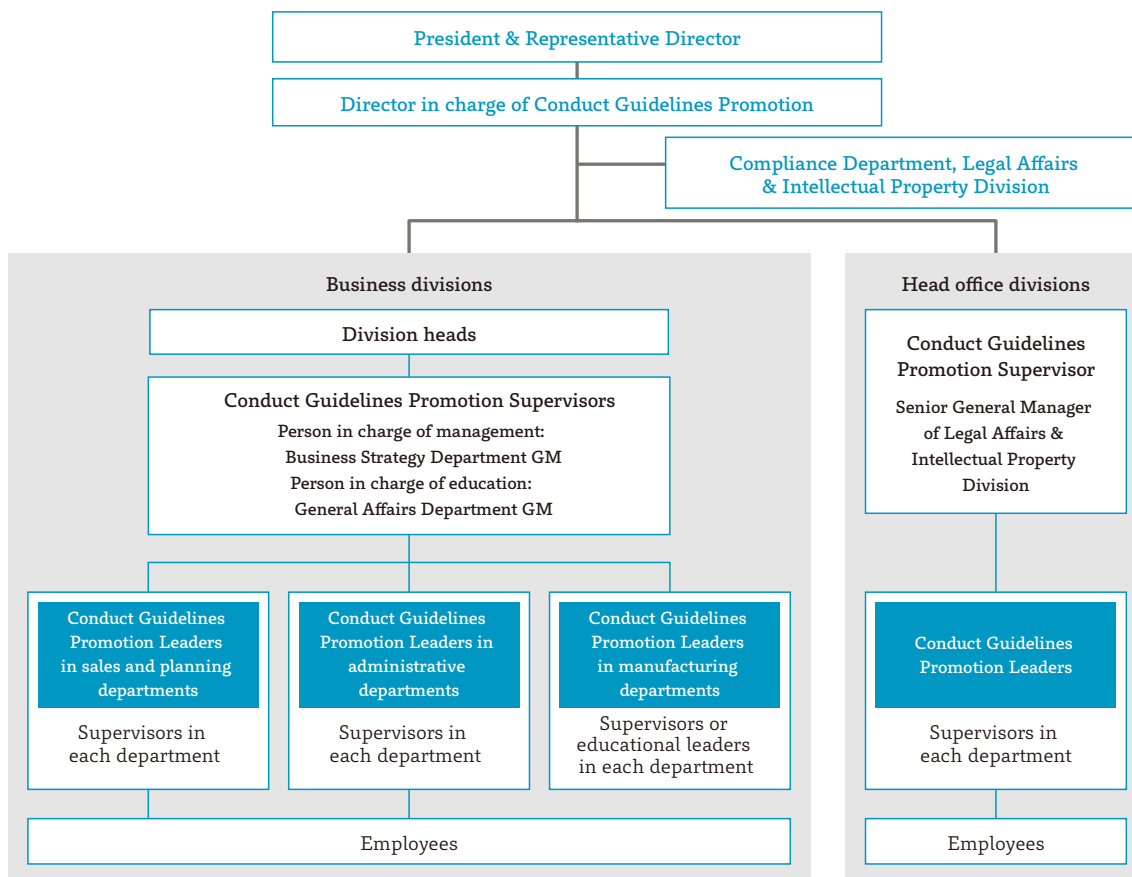 President & Representative Director
Director in charge of Conduct Guidelines Promotion
Compliance Department, Legal Affairs
& Intellectual Property Division
Business divisions
Division heads
Conduct Guidelines Promotion Supervisors
Person in charge of management:
Business Strategy Department GM
Person in charge of education:
General Affairs Department GM
Conduct Guidelines
Promotion Leaders
in sales and planning
departments
Supervisors in
each department
Conduct Guidelines
Promotion Leaders in
administrative
departments
Supervisors in
each department
Conduct Guidelines
Promotion Leaders
in manufacturing
departments
Supervisors or
educational leaders
in each department
Employees
Head office divisions
Conduct Guidelines
Promotion Supervisor
Senior General Manager
of Legal Affairs &
Intellectual Property
Division
Conduct Guidelines
Promotion Leaders
Supervisors in
each department
Employees